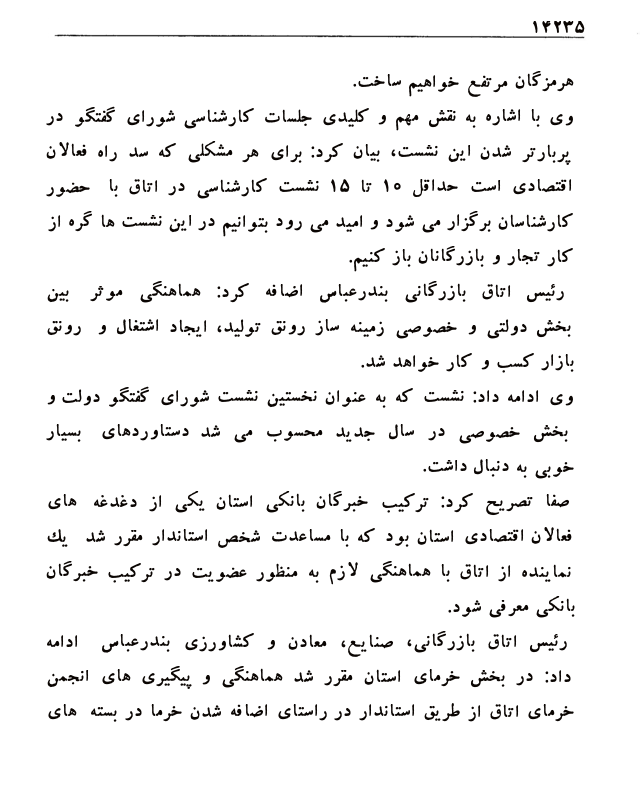 ۱۴۲۳۵
هرمزگان مرتفع خواهیم ساخت.
وی با اشاره به نقش مهم و کلیدی جلسات کارشناسی شورای گفتگو در
پربارتر شدن این نشست، بیان کرد: برای هر مشکلی که سد راه فعالان
اقتصادی است حداقل ۱۰ تا ۱۵ نشست کارشناسی در اتاق با حضور
کارشناسان برگزار می شود و امید می رود بتوانیم در این نشست ها گره از
کار تجار و بازرگانان باز کنیم.
رئیس اتاق بازرگانی بندرعباس اضافه کرد: هماهنگی موثر بین
بخش دولتی و خصوصی زمینه ساز رونق تولید، ایجاد اشتغال و رونق
بازار کسب و کار خواهد شد.
وی ادامه داد: نشست که به عنوان نخستین نشست شورای گفتگو دولت و
بخش خصوصی در سال جدید محسوب می شد دستاوردهای بسیار
خوبی به دنبال داشت.
صفا تصریح کرد: ترکیب خبرگان بانکی استان یکی از دغدغه های
فعالان اقتصادی استان بود که با مساعدت شخص استاندار مقرر شد یك
نماینده از اتاق با هماهنگی لازم به منظور عضویت در ترکیب خبرگان
بانکی معرفی شود.
رئیس اتاق بازرگانی، صنایع، معادن و کشاورزی بندرعباس ادامه
داد: در بخش خرمای استان مقرر شد هماهنگی و پیگیری های انجمن
خرمای اتاق از طریق استاندار در راستای اضافه شدن خرما در بسته های